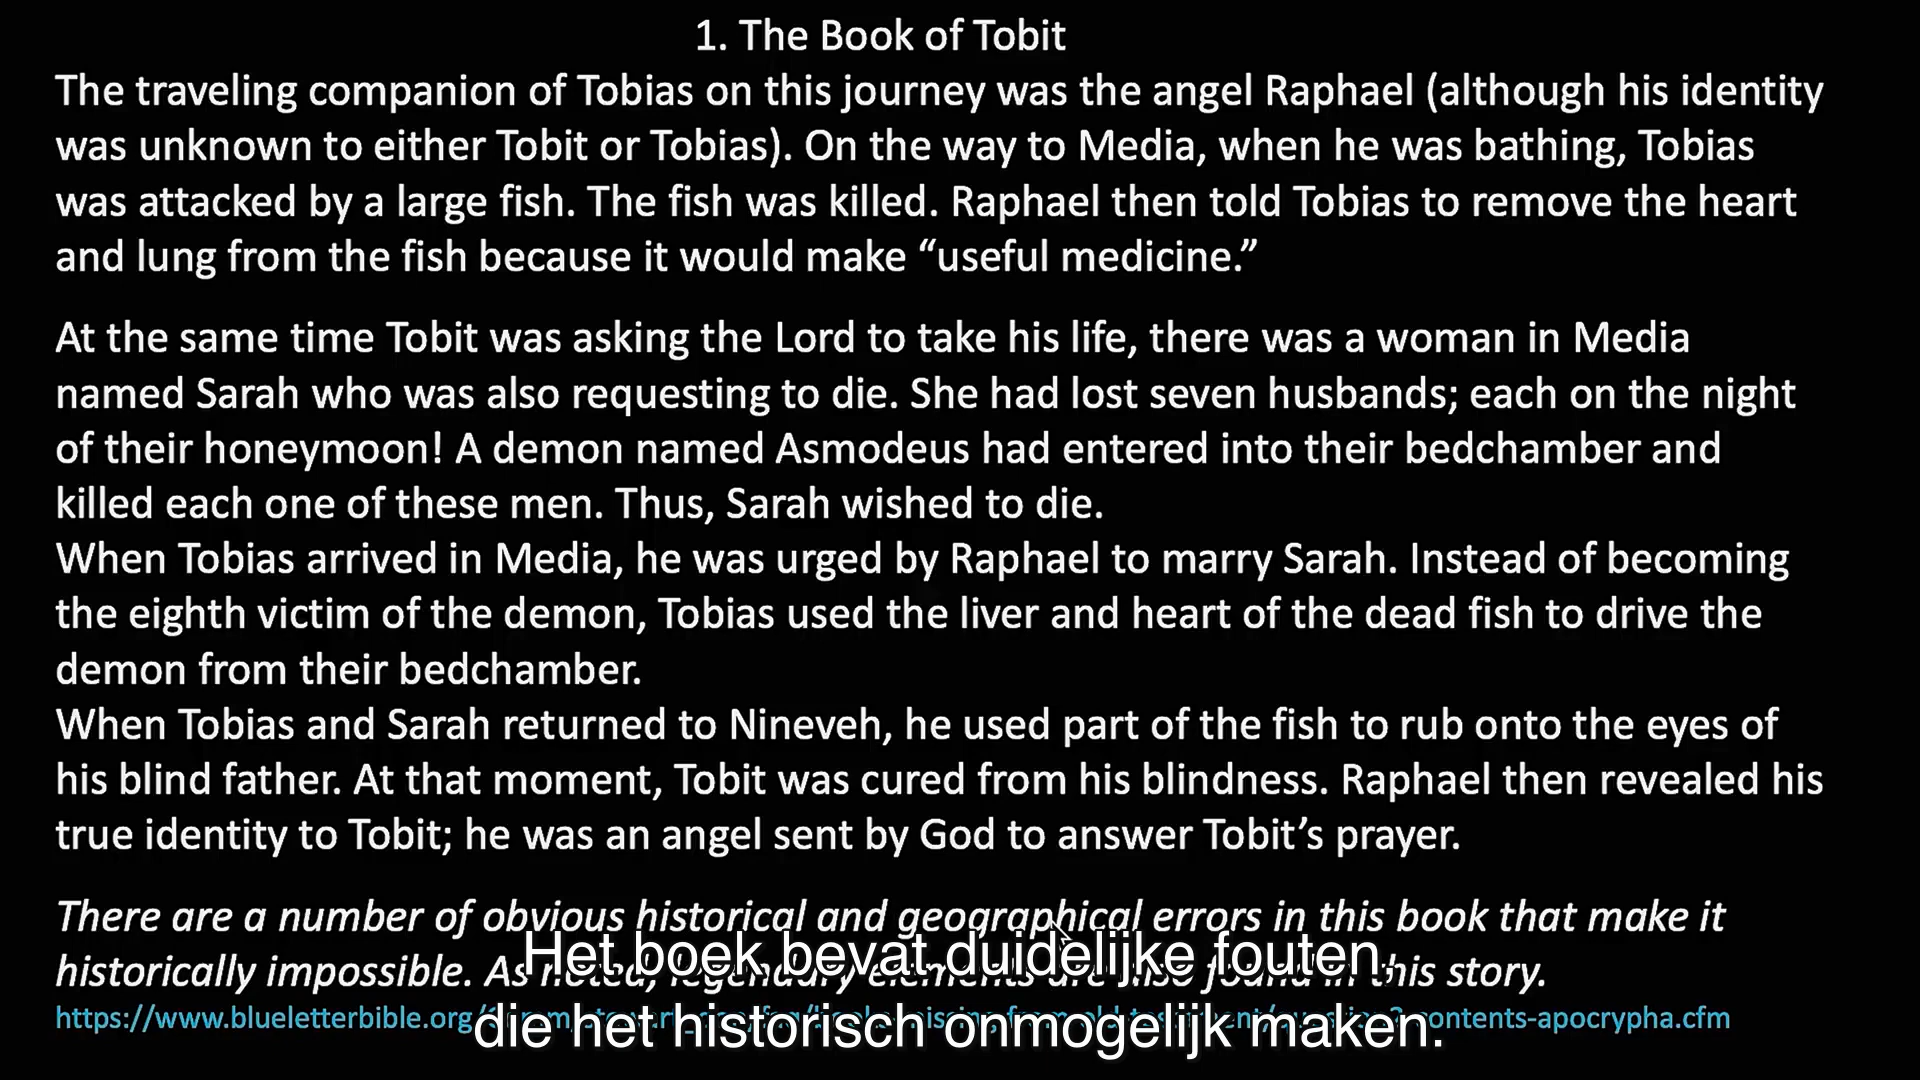 1. The Book of Tobit
The traveling companion of Tobias on this journey was the angel Raphael (although his identity
was unknown to either Tobit or Tobias). On the way to Media, when he was bathing, Tobias
was attacked by a large fish. The fish was killed. Raphael then told Tobias to remove the heart
and lung from the fish because it would make “useful medicine.”
At the same time Tobit was asking the Lord to take his life, there was a woman in Media
named Sarah who was also requesting to die. She had lost seven husbands; each on the night
of their honeymoon! A demon named Asmodeus had entered into their bedchamber and
killed each one of these men. Thus, Sarah wished to die.
When Tobias arrived in Media, he was urged by Raphael to marry Sarah. Instead of becoming
the eighth victim of the demon, Tobias used the liver and heart of the dead fish to drive the
demon from their bedchamber.
When Tobias and Sarah returned to Nineveh, he used part of the fish to rub onto the eyes of
his blind father. At that moment, Tobit was cured from his blindness. Raphael then revealed his
true identity to Tobit; he was an angel sent by God to answer Tobit’s prayer.
There are a number of obvious historical and geographical errors in this book that make it
historically impossible. As noted, legendary elements are also found in this story.
https://www.blueletterbible.org/ contents-apocrypha.cfm
Het boek bevat duidelijke fouten,
die het historisch onmogelijk maken.